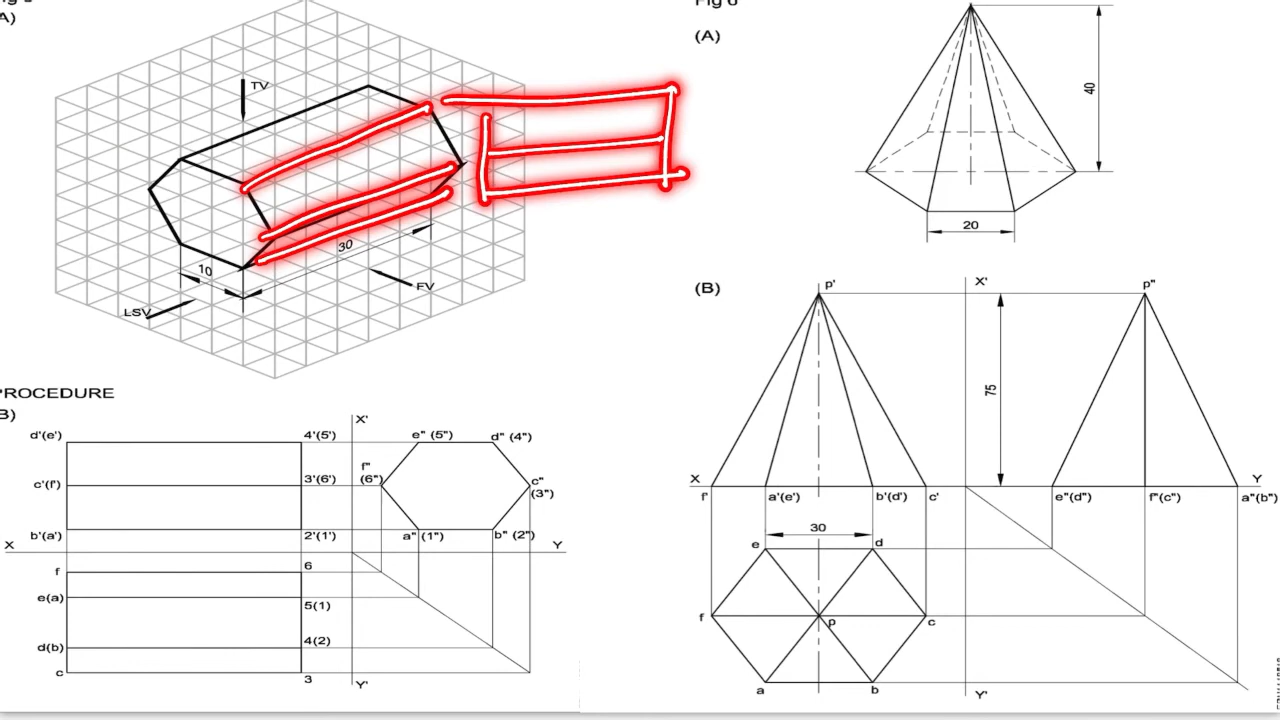 A)
TV
30
10
FV
LSV
ROCEDURE
B)
X'
d'(e')
4'(5')
e" (5")
d" (4")
f"
c'(f')
3'(6')
(6")
c"
(3")
b'(a')
2'(1')
a" (1")
b" (2")
X
Y
f
6
e(a)
5(1)
d(b)
4(2)
c
3
Y'
(A)
40
20
(B)
p'
X'
p"
75
X
Y
f'
a'(e')
b'(d')
c'
e"(d")
f"(c")
a"(b")
30
e
d
f
p
c
a
b
Y'